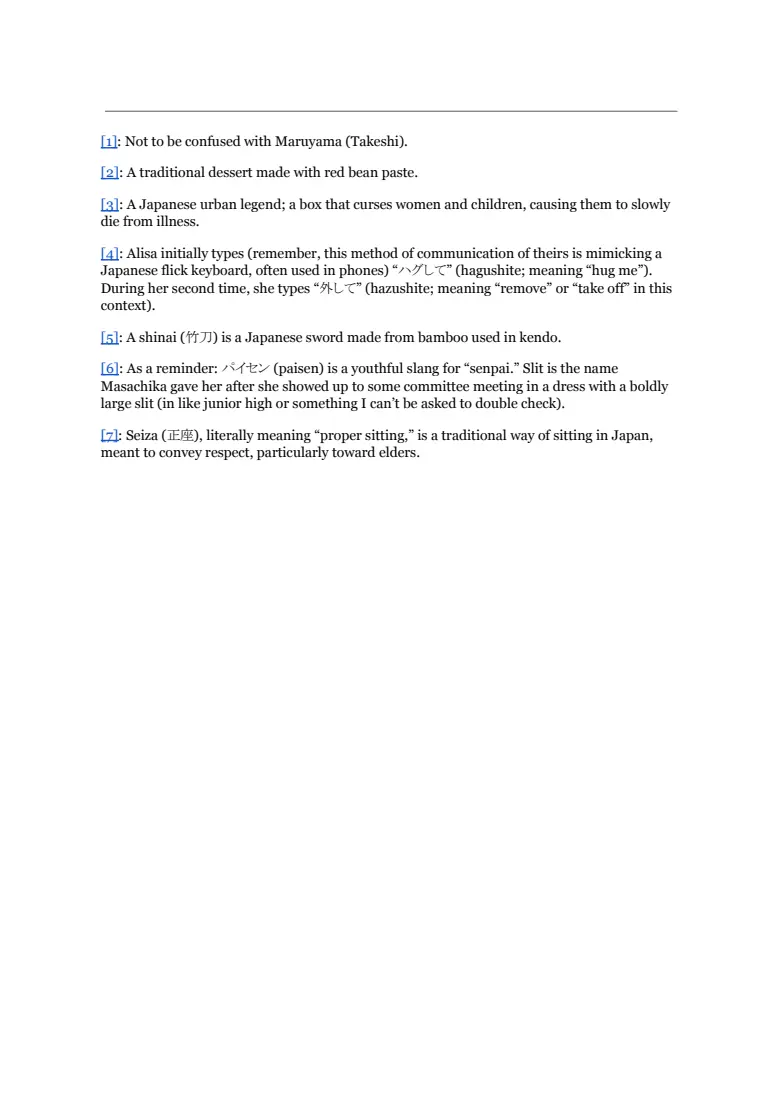 [1]: Not to be confused with Maruyama (Takeshi).
[2]: A traditional dessert made with red bean paste.
[3]: A Japanese urban legend; a box that curses women and children, causing them to slowly
die from illness.
[4]: Alisa initially types (remember, this method of communication of theirs is mimicking a
Japanese flick keyboard, often used in phones) “ハグして” (hagushite; meaning “hug me”).
During her second time, she types “外して” (hazushite; meaning “remove” or “take off” in this
context).
[5]: A shinai (竹刀) is a Japanese sword made from bamboo used in kendo.
[6]: As a reminder: パイセン (paisen) is a youthful slang for “senpai.” Slit is the name
Masachika gave her after she showed up to some committee meeting in a dress with a boldly
large slit (in like junior high or something I can’t be asked to double check).
[7]: Seiza (正座), literally meaning “proper sitting,” is a traditional way of sitting in Japan,
meant to convey respect, particularly toward elders.